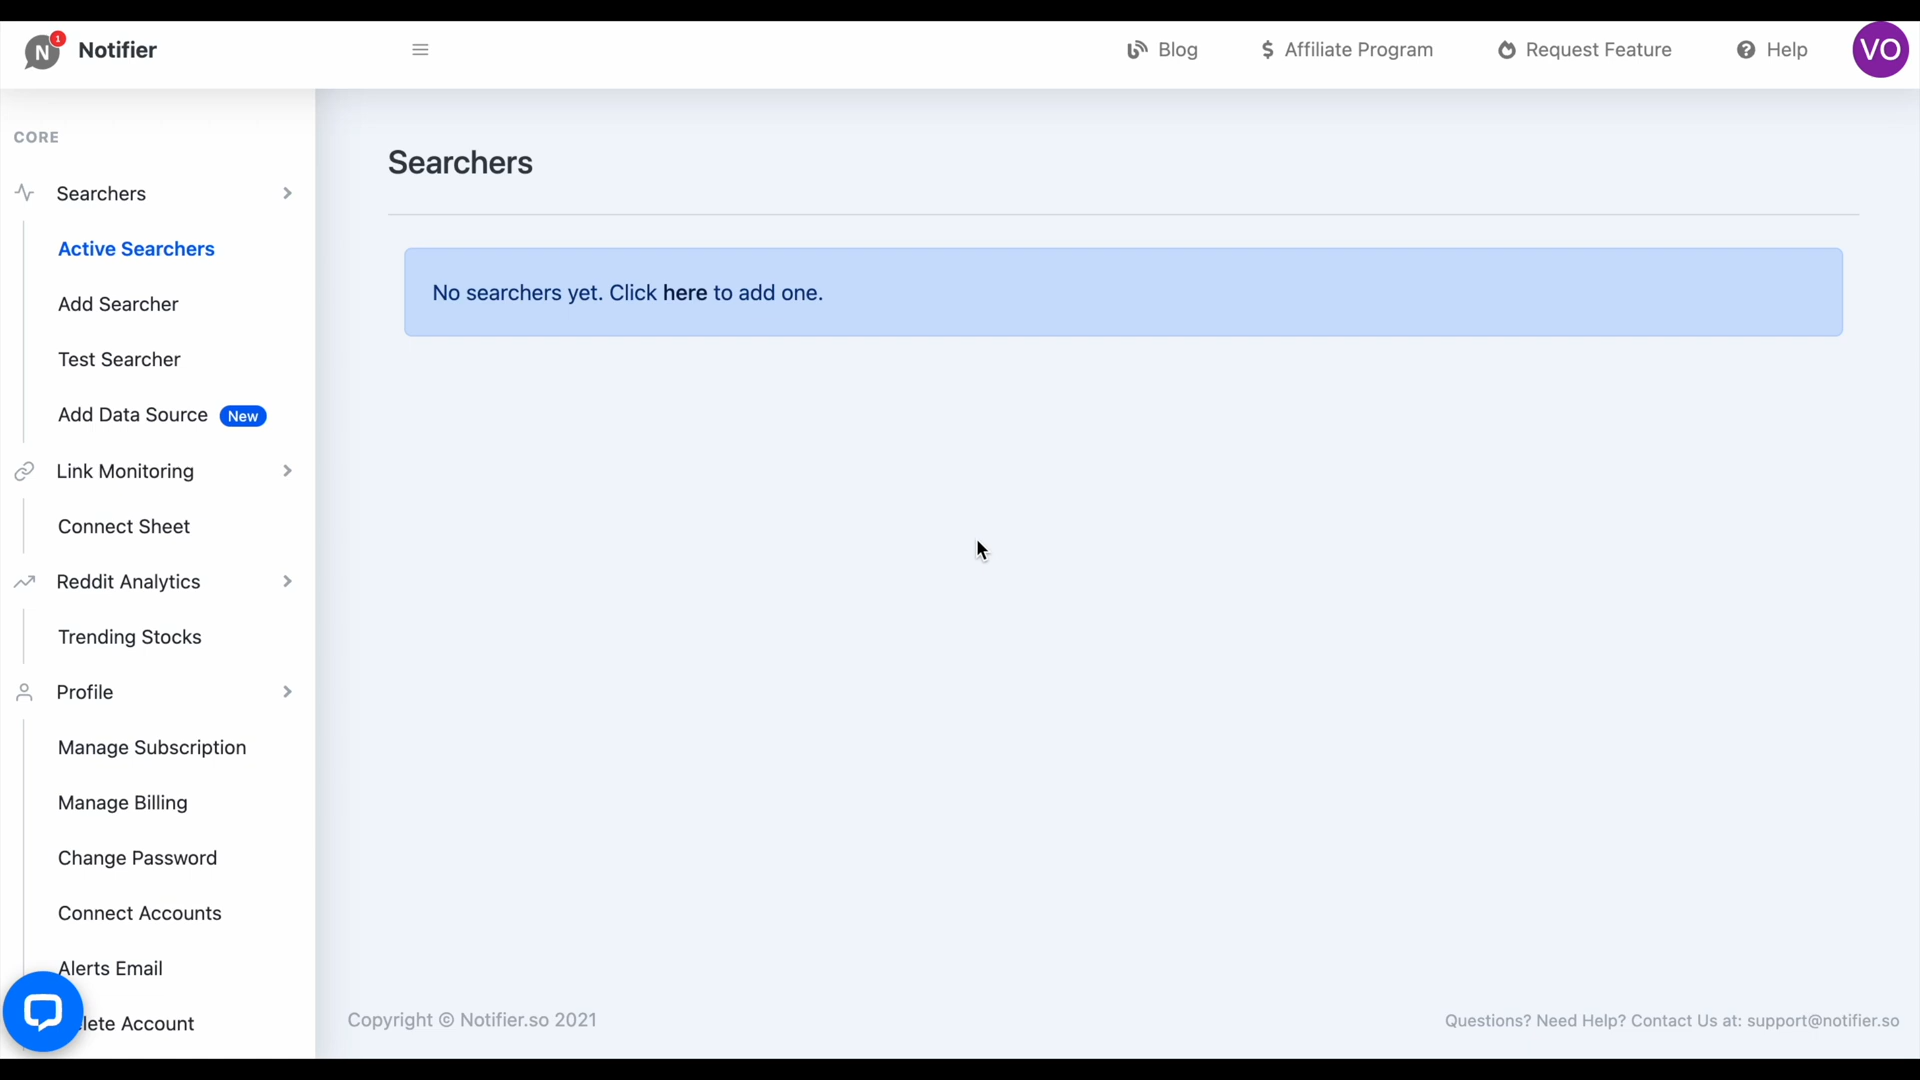 N 1 Notifier
Blog
Affiliate Program
Request Feature
Help
VO
CORE
Searchers
Active Searchers
Add Searcher
Test Searcher
Add Data Source New
Link Monitoring
Connect Sheet
Reddit Analytics
Trending Stocks
Profile
Manage Subscription
Manage Billing
Change Password
Connect Accounts
Alerts Email
lete Account
Searchers
No searchers yet. Click here to add one.
Copyright © Notifier.so 2021
Questions? Need Help? Contact Us at: support@notifier.so